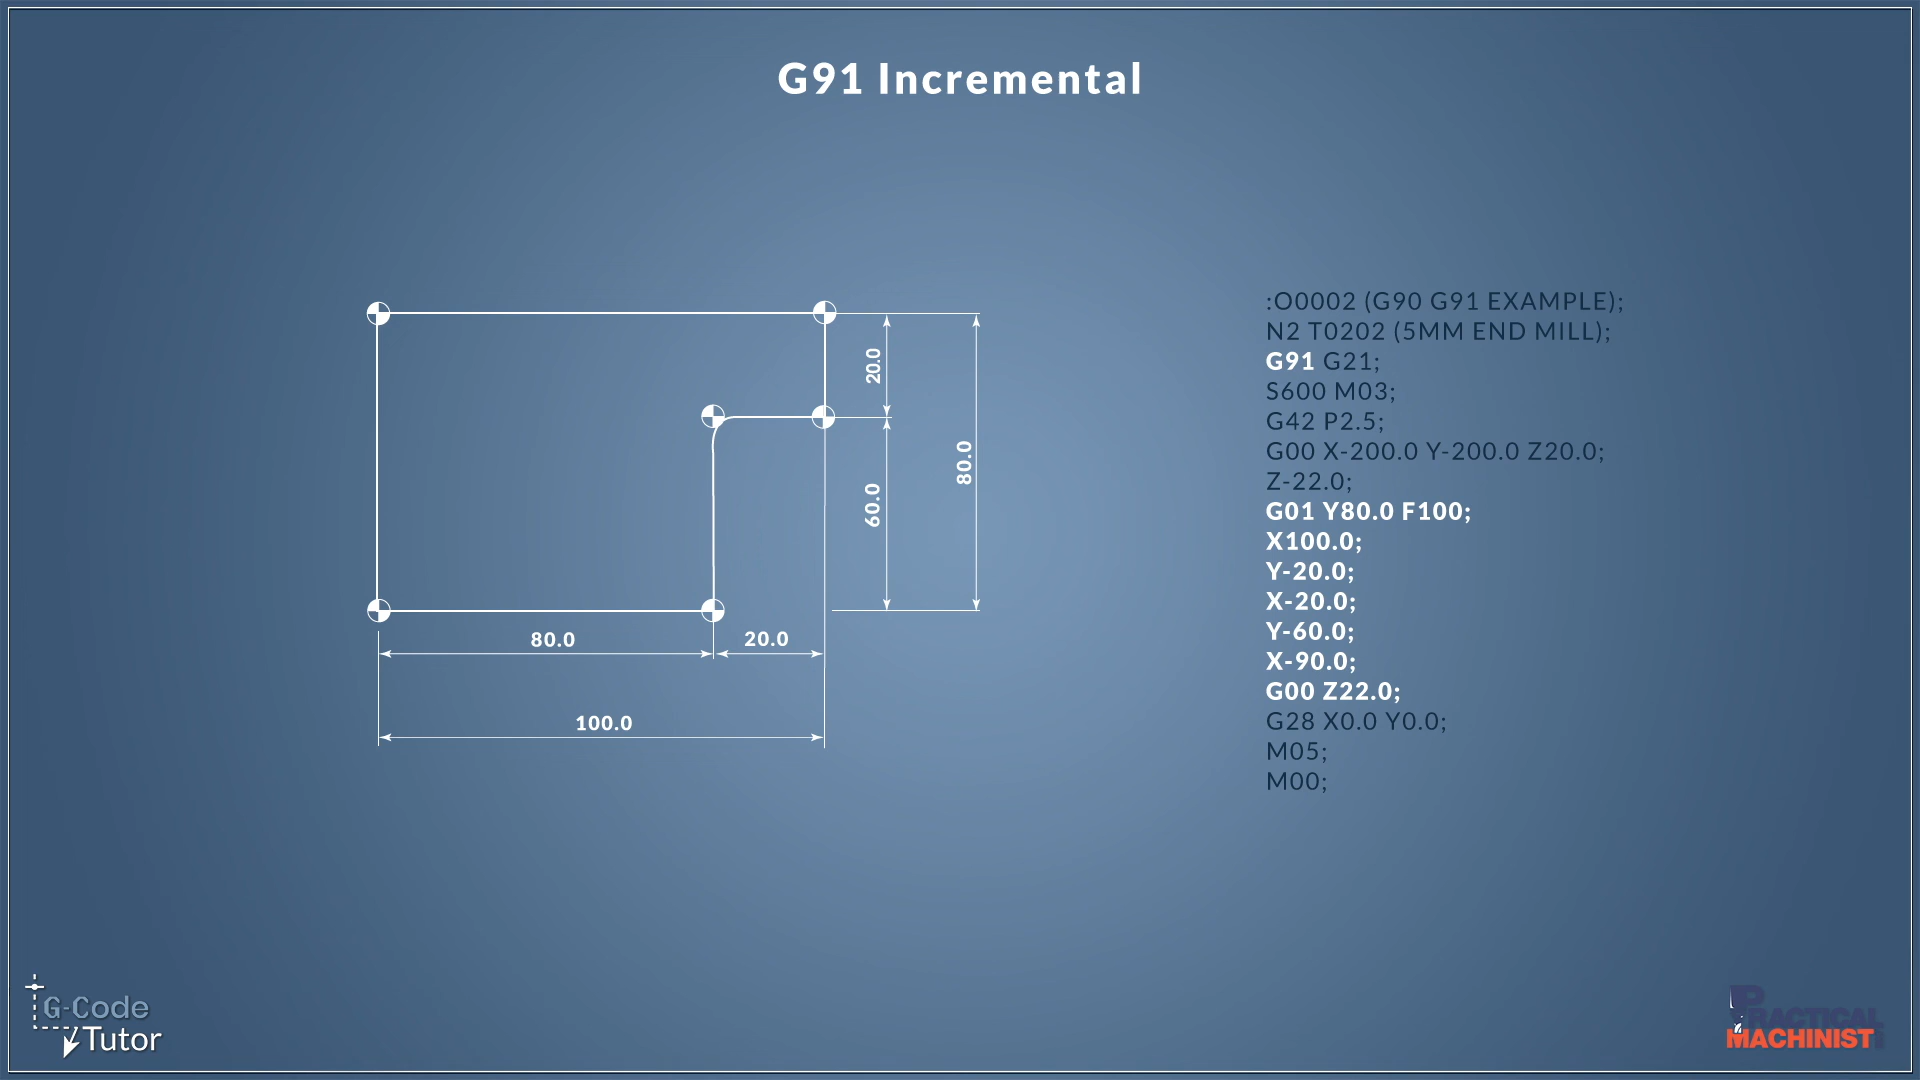 G91 Incremental
20.0
60.0
80.0
80.0
20.0
100.0
:O0002 (G90 G91 EXAMPLE);
N2 T0202 (5MM END MILL);
G91 G21;
S600 M03;
G42 P2.5;
G00 X-200.0 Y-200.0 Z20.0;
Z-22.0;
G01 Y80.0 F100;
X100.0;
Y-20.0;
X-20.0;
Y-60.0;
X-90.0;
G00 Z22.0;
G28 X0.0 Y0.0;
M05;
M00;
G-Code
Tutor
PRACTICAL
MACHINIST